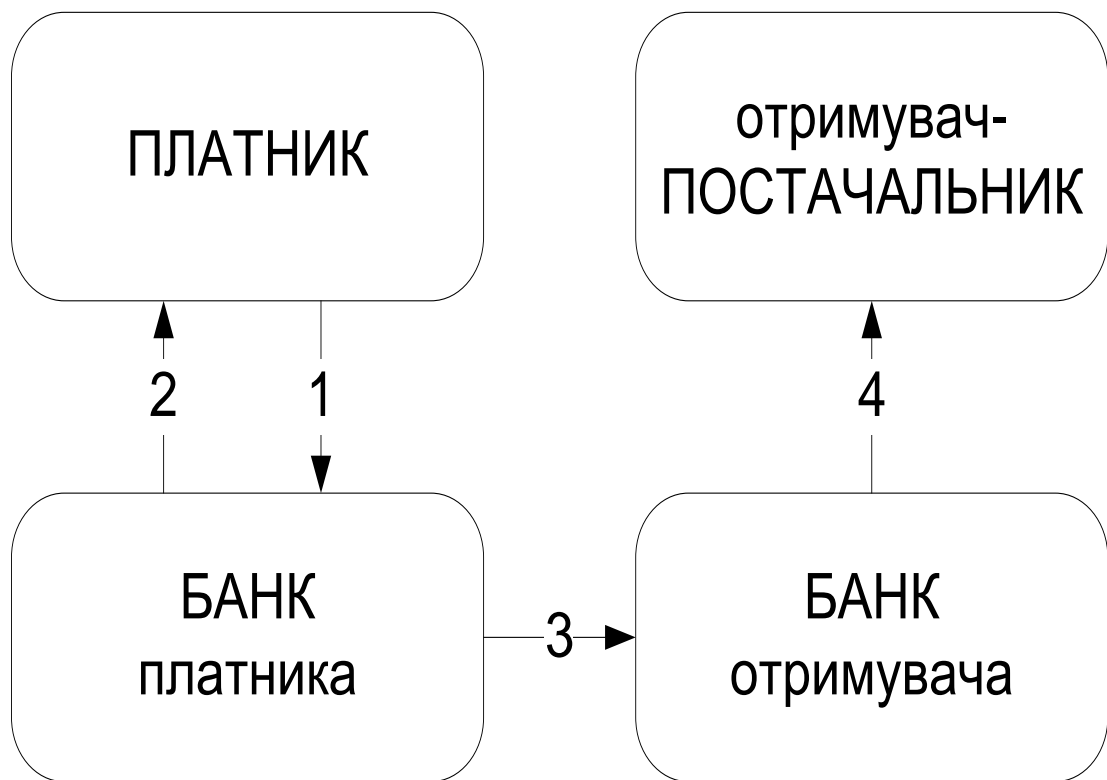 ПЛАТНИК
отримувач-
ПОСТАЧАЛЬНИК
2
1
4
БАНК
платника
3
БАНК
отримувача